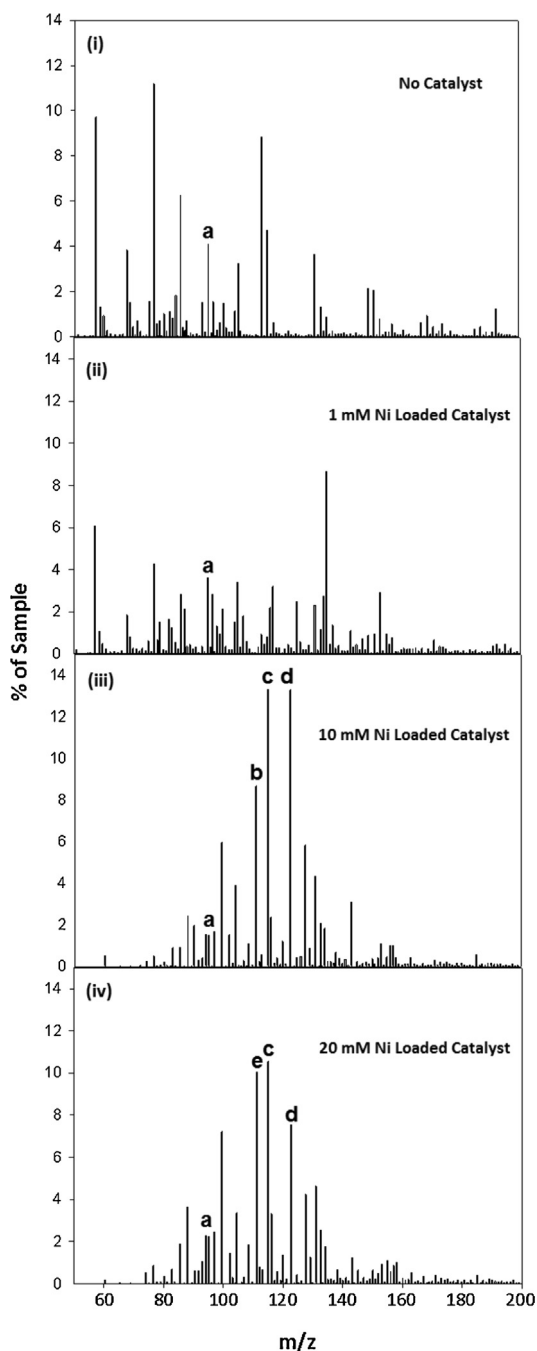 14
(i)
12
No Catalyst
10
8
6
a
4
2
0
14
(ii)
12
1 mM Ni Loaded Catalyst
10
8
6
a
4
2
0
% of Sample
14
(iii)
c d
12
10 mM Ni Loaded Catalyst
10
b
8
6
4
a
2
0
14
(iv)
12
20 mM Ni Loaded Catalyst
c
e
10
8
d
6
4
a
2
0
60 80 100 120 140 160 180 200
m/z